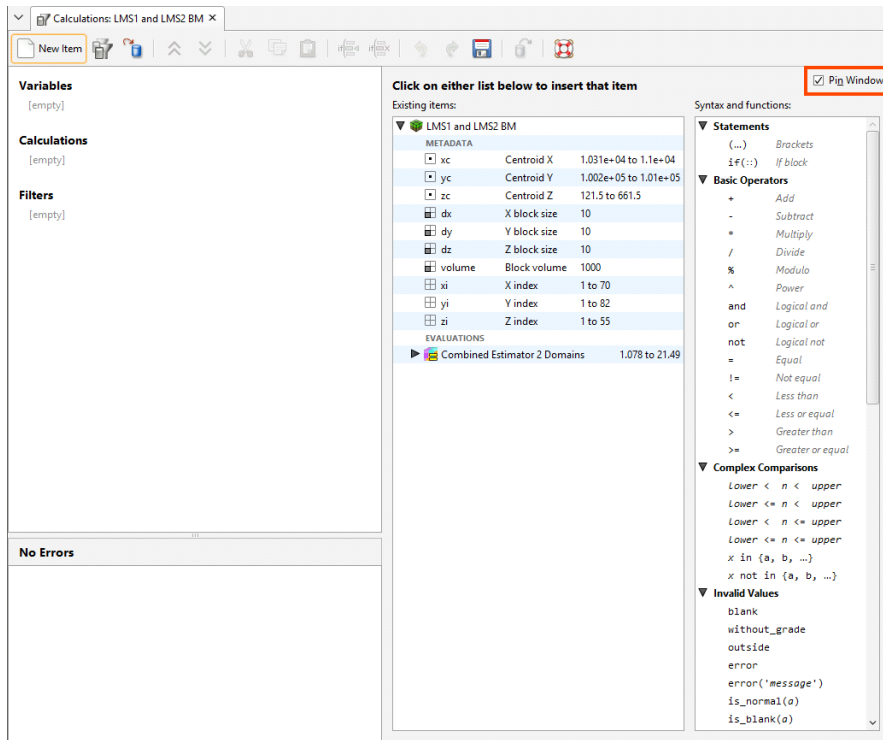 Calculations: LMS1 and LMS2 BM ×
New Item
Pin Window
Variables
[empty]
Calculations
[empty]
Filters
[empty]
No Errors
Click on either list below to insert that item
Existing items:
LMS1 and LMS2 BM
METADATA
xc Centroid X 1.031e+04 to 1.1e+04
yc Centroid Y 1.002e+05 to 1.01e+05
zc Centroid Z 121.5 to 661.5
dx X block size 10
dy Y block size 10
dz Z block size 10
volume Block volume 1000
xi X index 1 to 70
yi Y index 1 to 82
zi Z index 1 to 55
EVALUATIONS
Combined Estimator 2 Domains 1.078 to 21.49
Syntax and functions:
Statements
(…) Brackets
if(::) If block
Basic Operators
+ Add
- Subtract
* Multiply
/ Divide
% Modulo
^ Power
and Logical and
or Logical or
not Logical not
= Equal
!= Not equal
< Less than
<= Less or equal
> Greater than
>= Greater or equal
Complex Comparisons
Lower < n < upper
Lower <= n < upper
Lower < n <= upper
Lower <= n <= upper
x in {a, b, …}
x not in {a, b, …}
Invalid Values
blank
without_grade
outside
error
error('message')
is_normal(a)
is_blank(a)